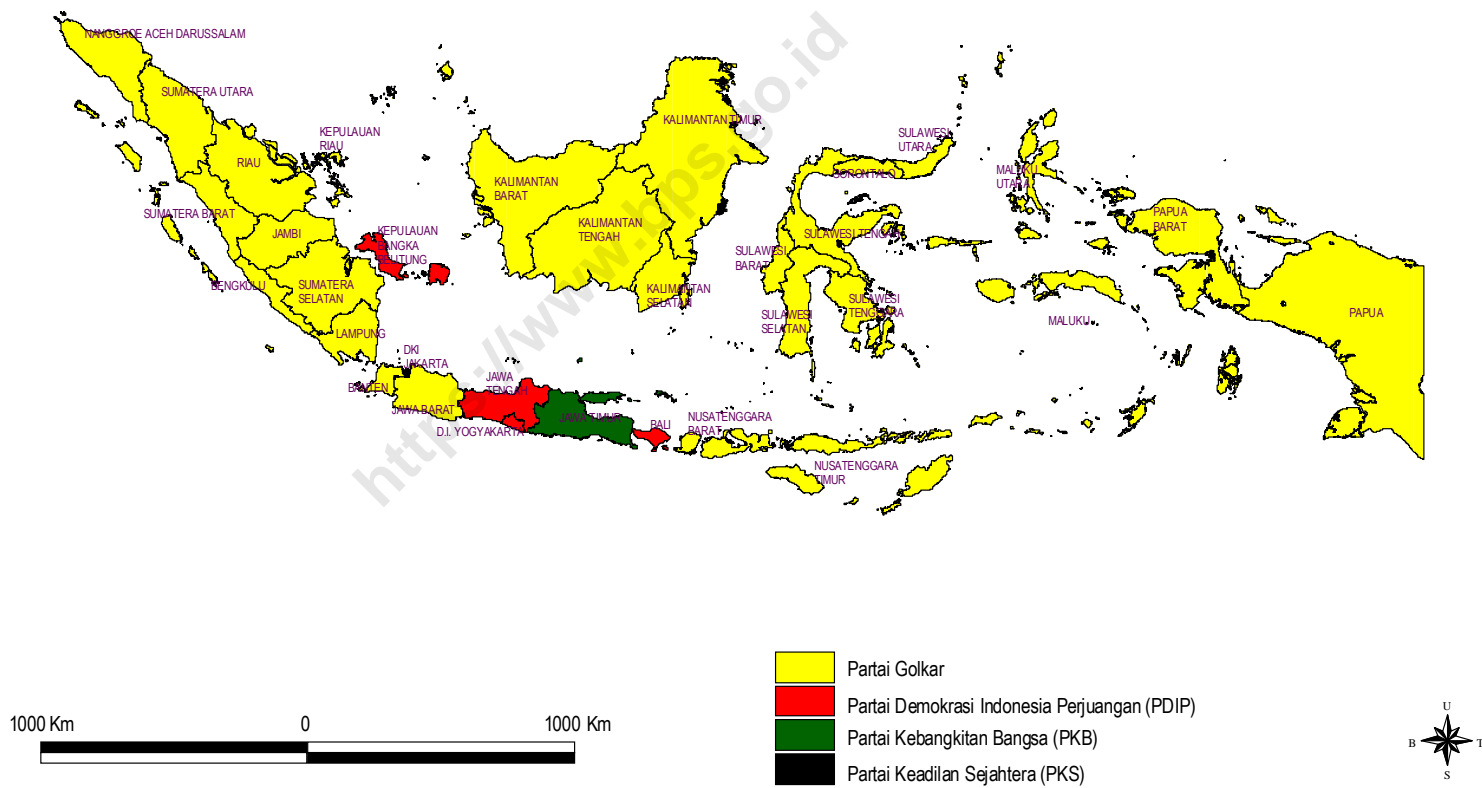 NANGGROE ACEH DARUSSALAM
SUMATERA UTARA
KEPULAUAN
RIAU
RIAU
SUMATERA BARAT
JAMBI
KEPULAUAN
BANGKA
BELITUNG
BENGKULU
SUMATERA
SELATAN
LAMPUNG
DKI
JAKARTA
BANTEN
JAWA BARAT
JAWA
TENGAH
D.I. YOGYAKARTA
JAWA TIMUR
BALI
NUSATENGGARA
BARAT
NUSATENGGARA
TIMUR
KALIMANTAN
BARAT
KALIMANTAN
TENGAH
KALIMANTAN TIMUR
KALIMANTAN
SELATAN
SULAWESI
UTARA
GORONTALO
SULAWESI TENGAH
SULAWESI
BARAT
SULAWESI
SELATAN
SULAWESI
TENGGARA
MALUKU
UTARA
MALUKU
PAPUA
BARAT
PAPUA
https://www.bps.go.id
1000 Km 0 1000 Km
Partai Golkar
Partai Demokrasi Indonesia Perjuangan (PDIP)
Partai Kebangkitan Bangsa (PKB)
Partai Keadilan Sejahtera (PKS)
U
B T
S